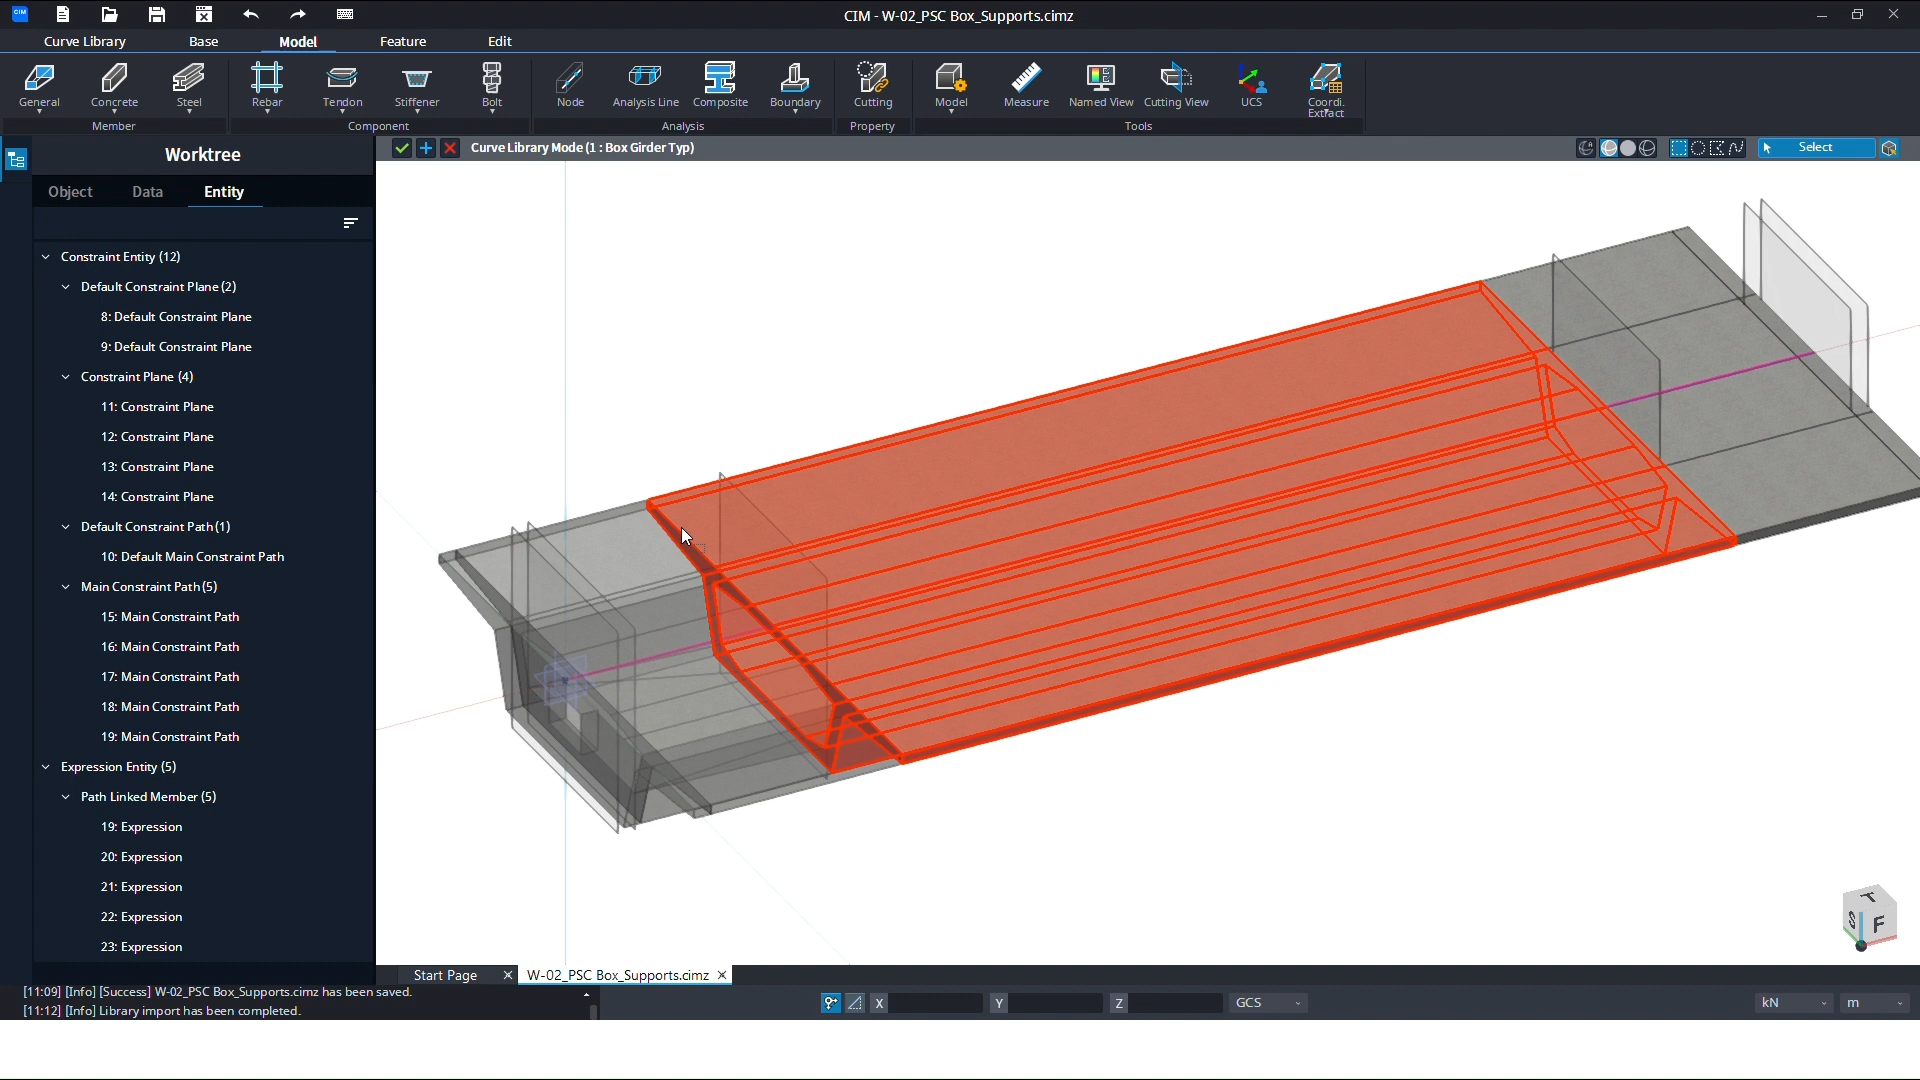 CIM
CIM - W-02_PSC Box_Supports.cimz
Curve Library
Base
Model
Feature
Edit
General
Concrete
Steel
Rebar
Tendon
Stiffener
Bolt
Node
Analysis Line
Composite
Boundary
Cutting
Model
Measure
Named View
Cutting View
UCS
Coordi.
Extract
Member
Component
Analysis
Property
Tools
Worktree
Curve Library Mode (1 : Box Girder Typ)
Select
Object
Data
Entity
Constraint Entity (12)
Default Constraint Plane (2)
8: Default Constraint Plane
9: Default Constraint Plane
Constraint Plane (4)
11: Constraint Plane
12: Constraint Plane
13: Constraint Plane
14: Constraint Plane
Default Constraint Path (1)
10: Default Main Constraint Path
Main Constraint Path (5)
15: Main Constraint Path
16: Main Constraint Path
17: Main Constraint Path
18: Main Constraint Path
19: Main Constraint Path
Expression Entity (5)
Path Linked Member (5)
19: Expression
20: Expression
21: Expression
22: Expression
23: Expression
T
S
F
Start Page
W-02_PSC Box_Supports.cimz
[11:09] [Info] [Success] W-02_PSC Box_Supports.cimz has been saved.
[11:12] [Info] Library import has been completed.
X
Y
Z
GCS
kN
m